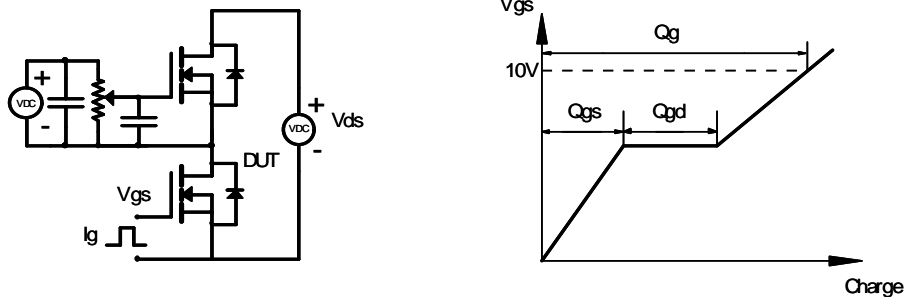 +
VDC
-
+
VDC
-
Vds
DUT
Vgs
Ig
Vgs
Qg
10V
Qgs
Qgd
Charge